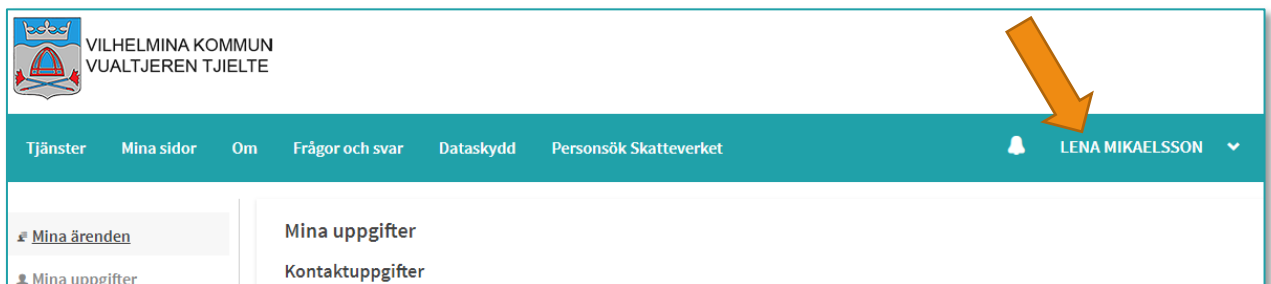 VILHELMINA KOMMUN
VUALTJEREN TJIELTE
Tjänster Mina sidor Om Frågor och svar Dataskydd Personsök Skatteverket LENA MIKAELSSON
Mina ärenden
Mina uppgifter
Mina uppgifter
Kontaktuppgifter